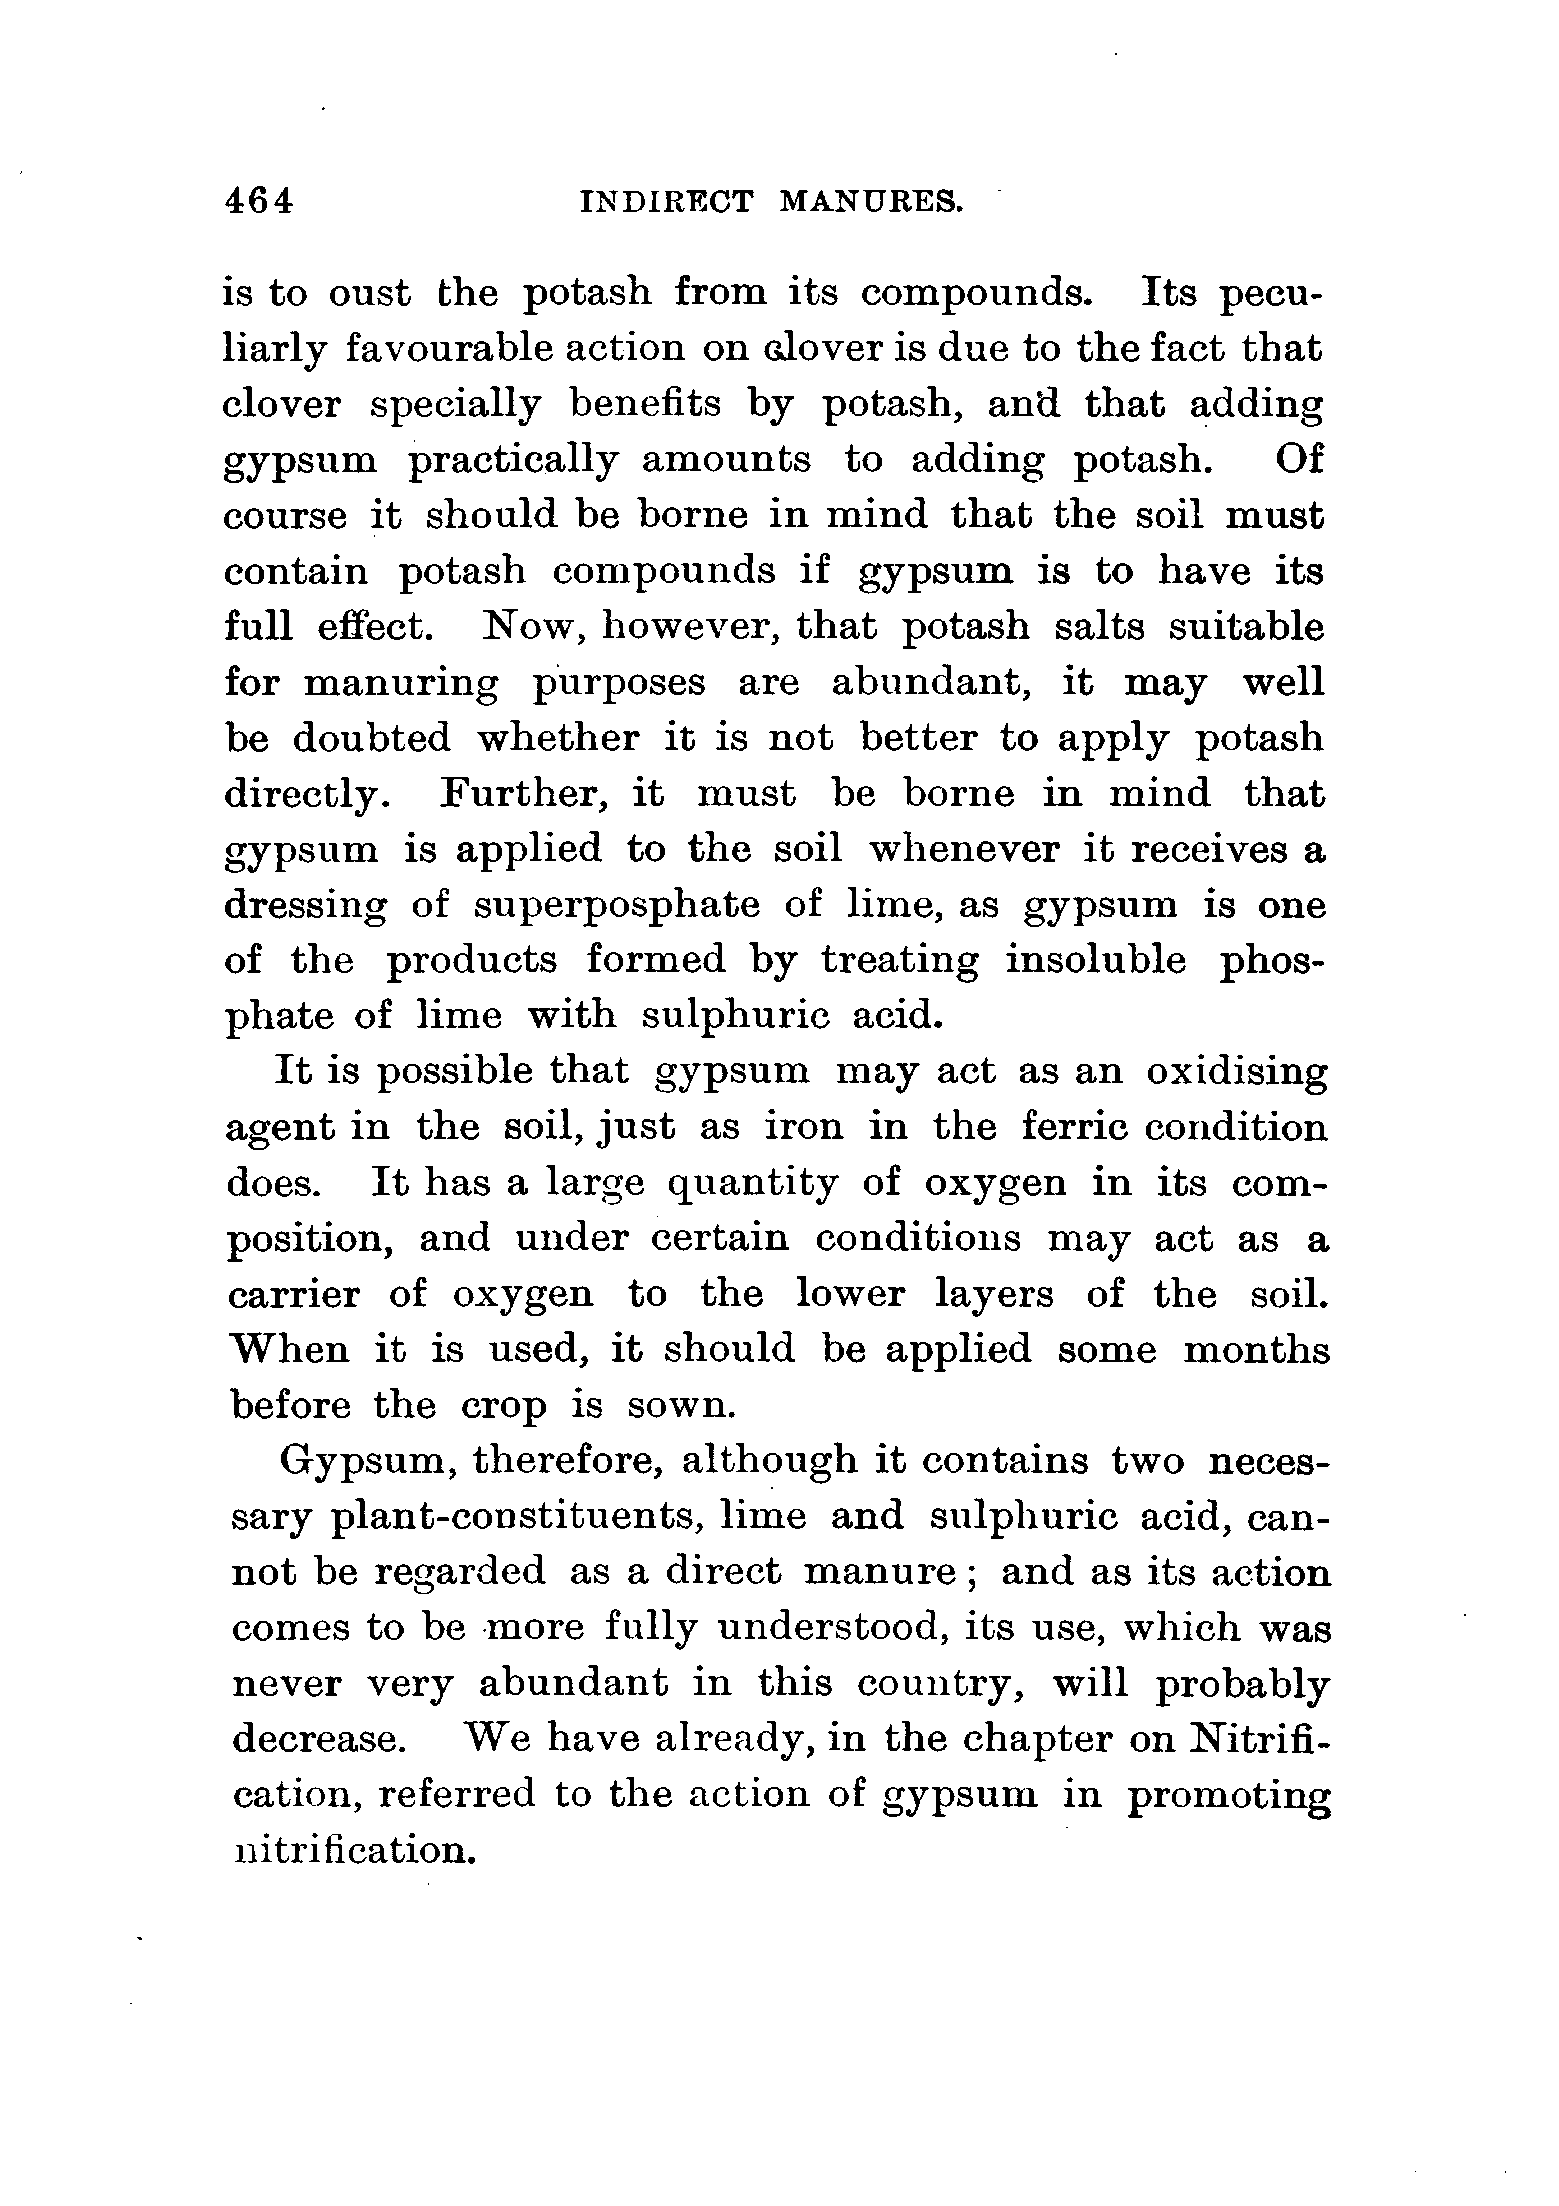 464 INDIRECT MANURES.
is to oust the potash from its compounds. Its pecu-
liarly favourable action on clover is due to the fact that
clover specially benefits by potash, and that adding
gypsum practically amounts to adding potash. Of
course it should be borne in mind that the soil must
contain potash compounds if gypsum is to have its
full effect. Now, however, that potash salts suitable
for manuring purposes are abundant, it may well
be doubted whether it is not better to apply potash
directly. Further, it must be borne in mind that
gypsum is applied to the soil whenever it receives a
dressing of superposphate of lime, as gypsum is one
of the products formed by treating insoluble phos-
phate of lime with sulphuric acid.
It is possible that gypsum may act as an oxidising
agent in the soil, just as iron in the ferric condition
does. It has a large quantity of oxygen in its com-
position, and under certain conditions may act as a
carrier of oxygen to the lower layers of the soil.
When it is used, it should be applied some months
before the crop is sown.
Gypsum, therefore, although it contains two neces-
sary plant-constituents, lime and sulphuric acid, can-
not be regarded as a direct manure; and as its action
comes to be more fully understood, its use, which was
never very abundant in this country, will probably
decrease. We have already, in the chapter on Nitrifi-
cation, referred to the action of gypsum in promoting
nitrification.